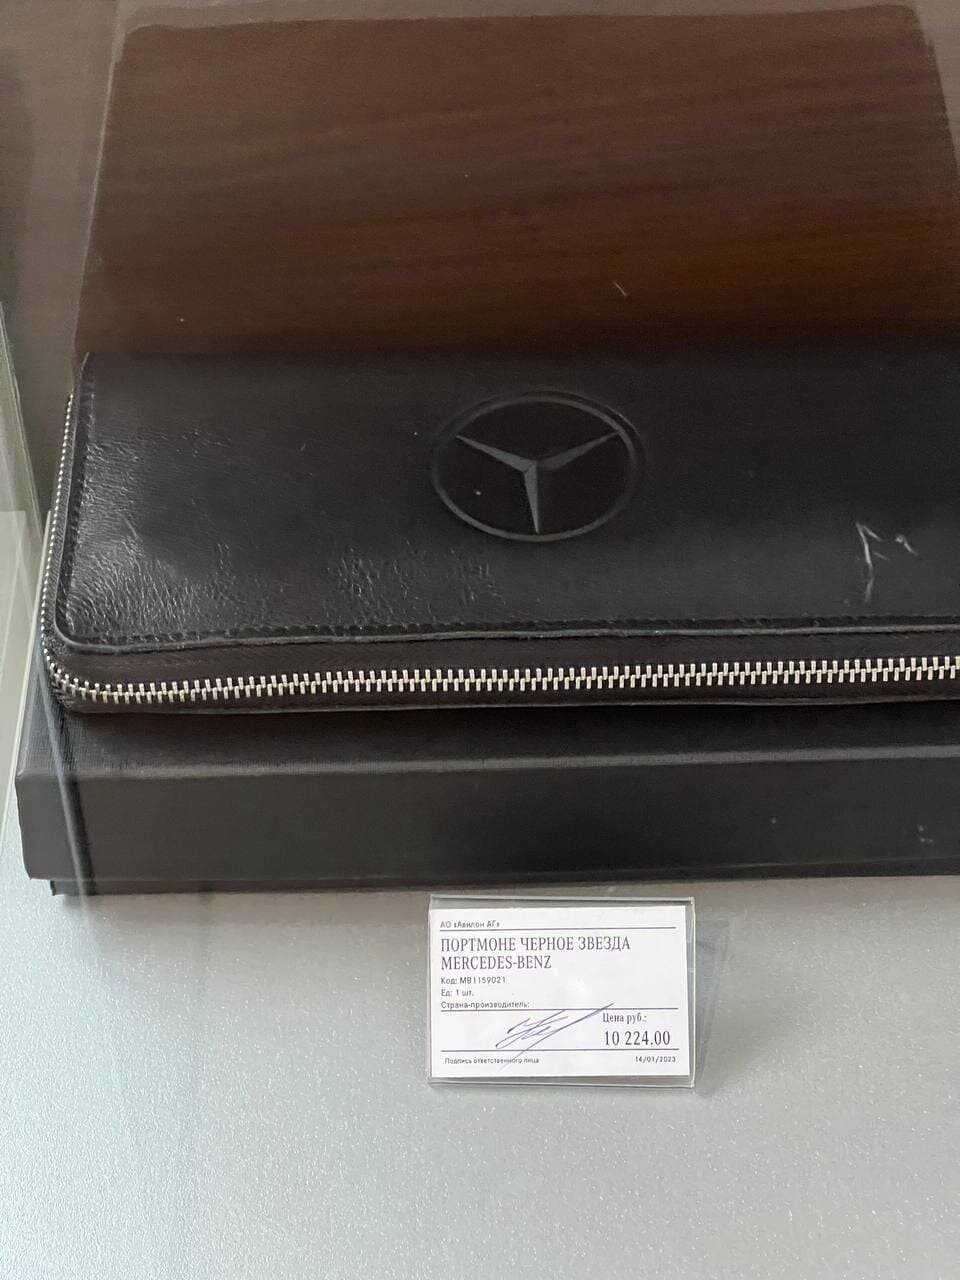 АО «Авилон АГ»
ПОРТМОНЕ ЧЕРНОЕ ЗВЕЗДА
MERCEDES-BENZ
Код: MB1159021
Ед: 1 шт.
Страна-производитель:
Цена руб.:
10 224.00
Подпись ответственного лица
14/01/2023